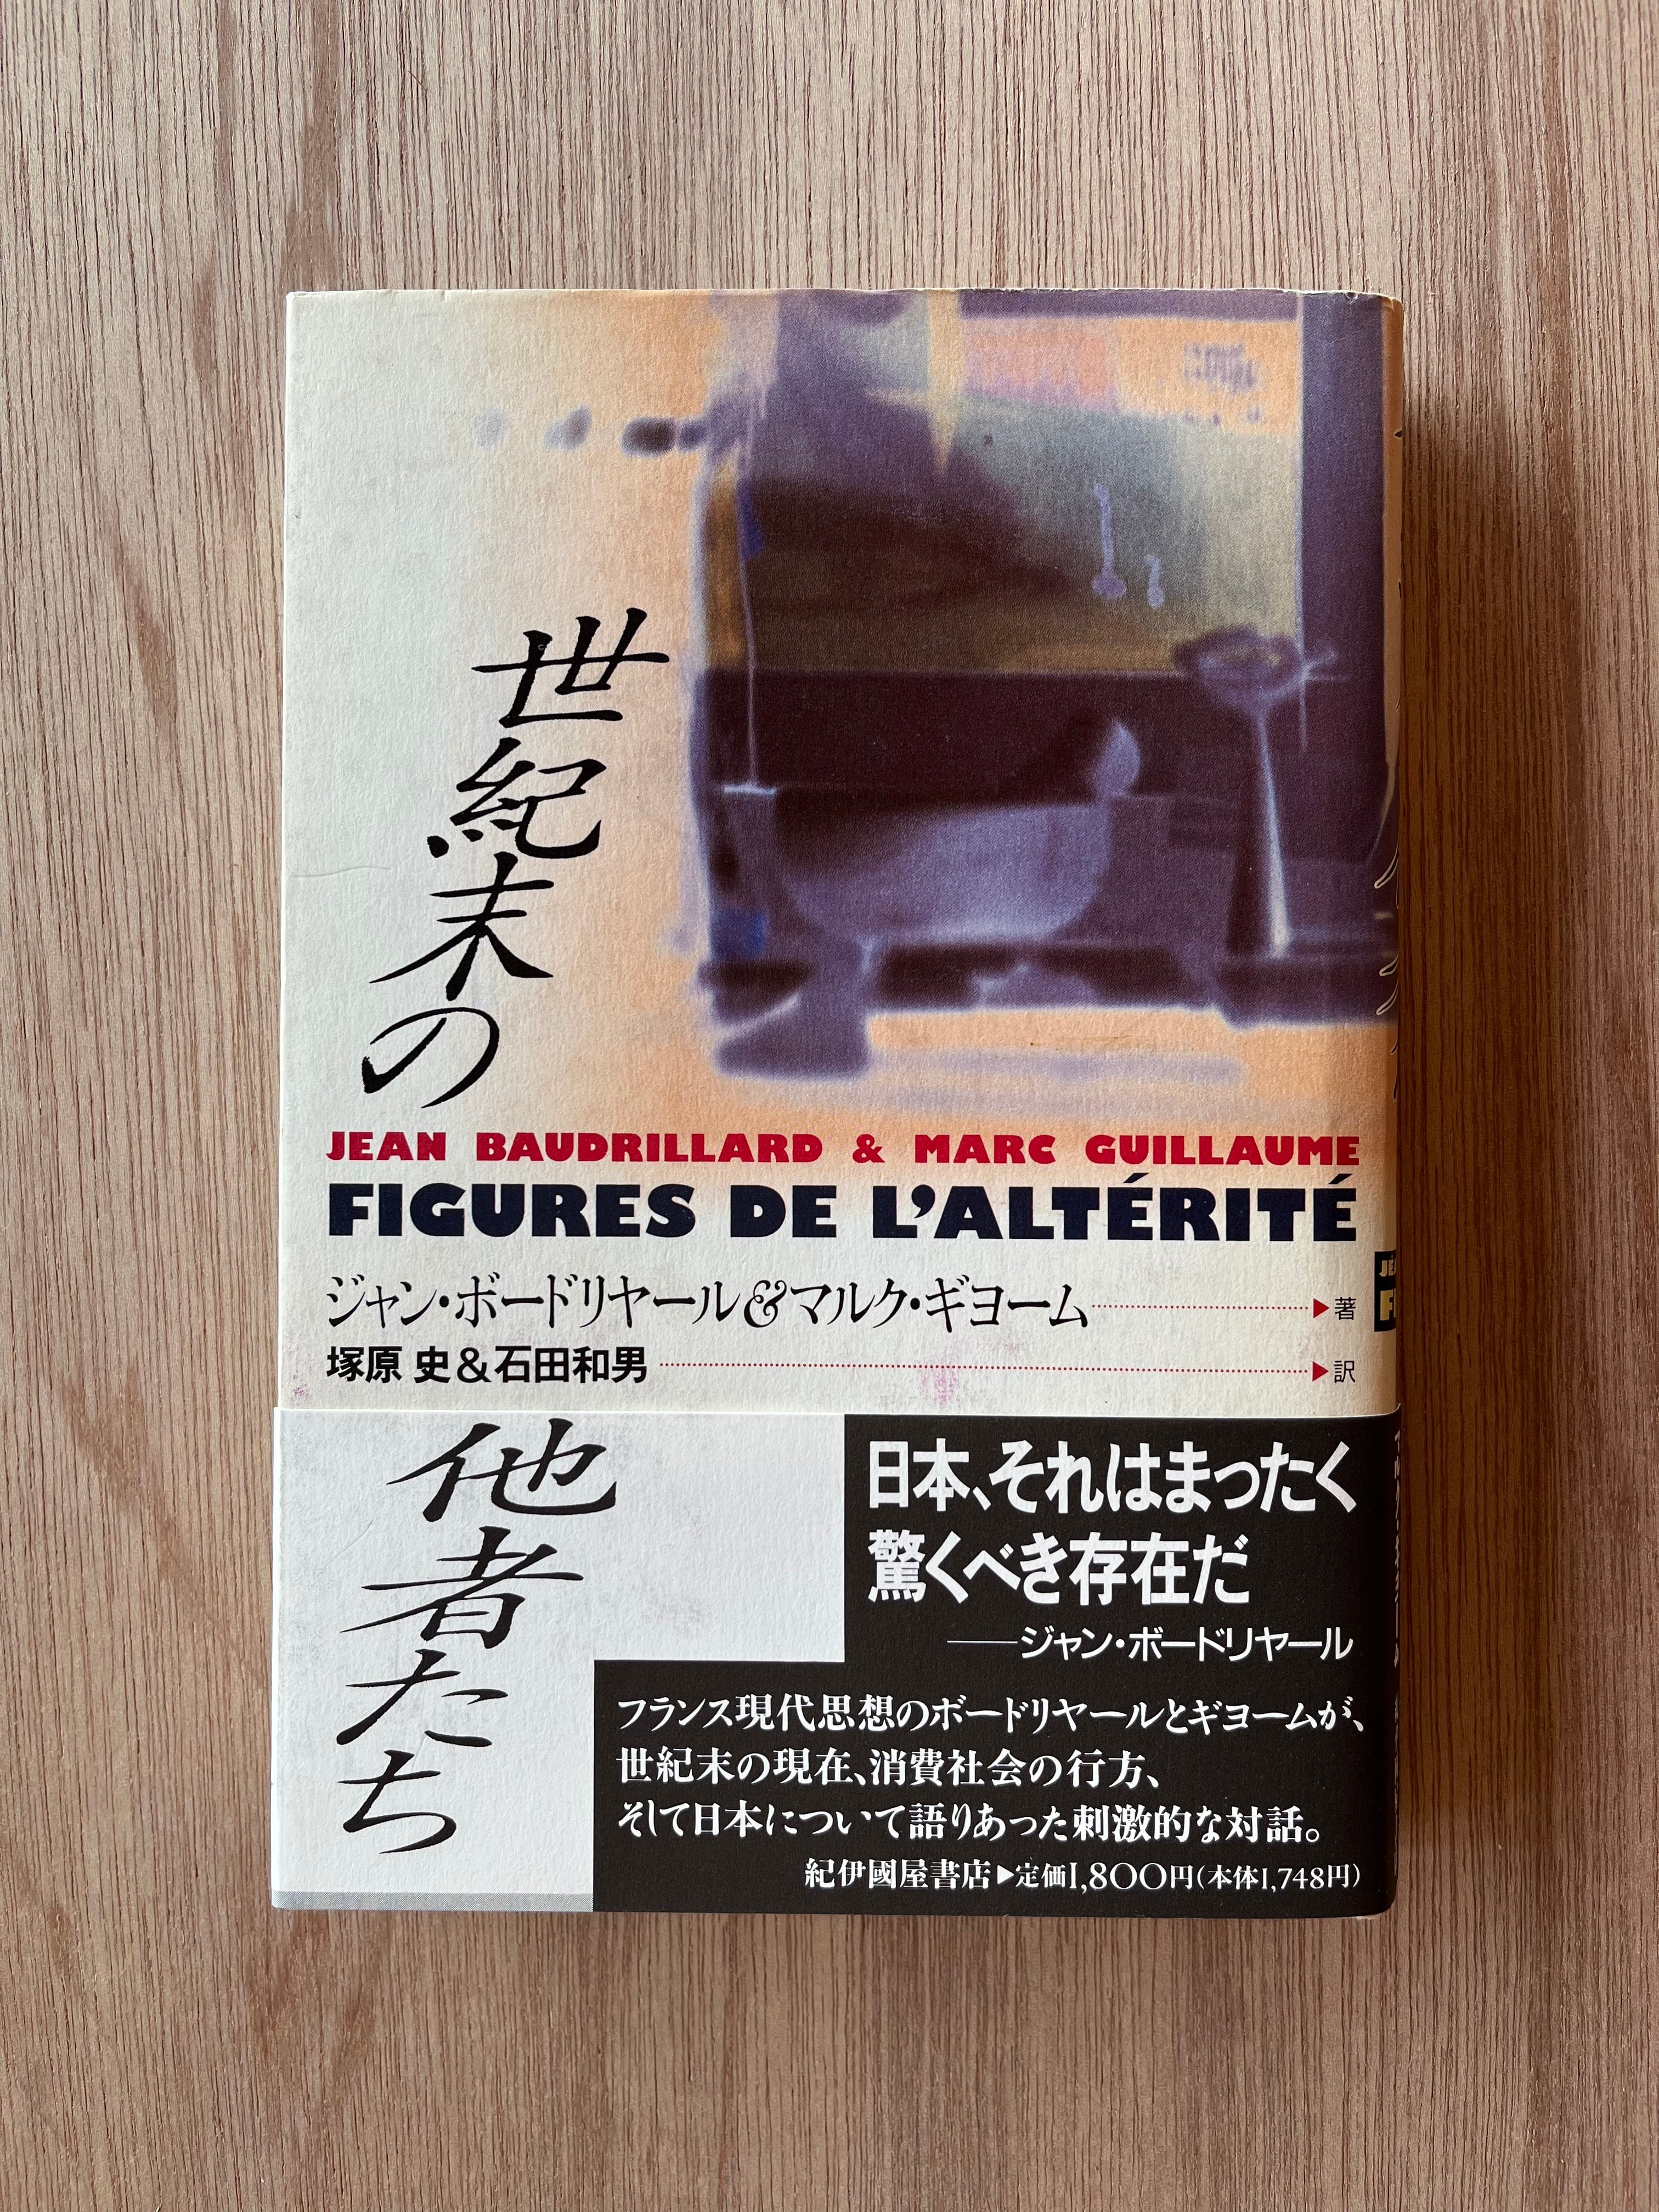 世紀末の
JEAN BAUDRILLARD & MARC GUILLAUME
FIGURES DE L'ALTÉRITÉ
ジャン・ボードリヤール&マルク・ギヨーム ▶著
塚原 史&石田和男 ▶訳
他者たち
日本、それはまったく
驚くべき存在だ
——ジャン・ボードリヤール
フランス現代思想のボードリヤールとギヨームが、
世紀末の現在、消費社会の行方、
そして日本について語りあった刺激的な対話。
紀伊國屋書店▶定価1,800円(本体1,748円)